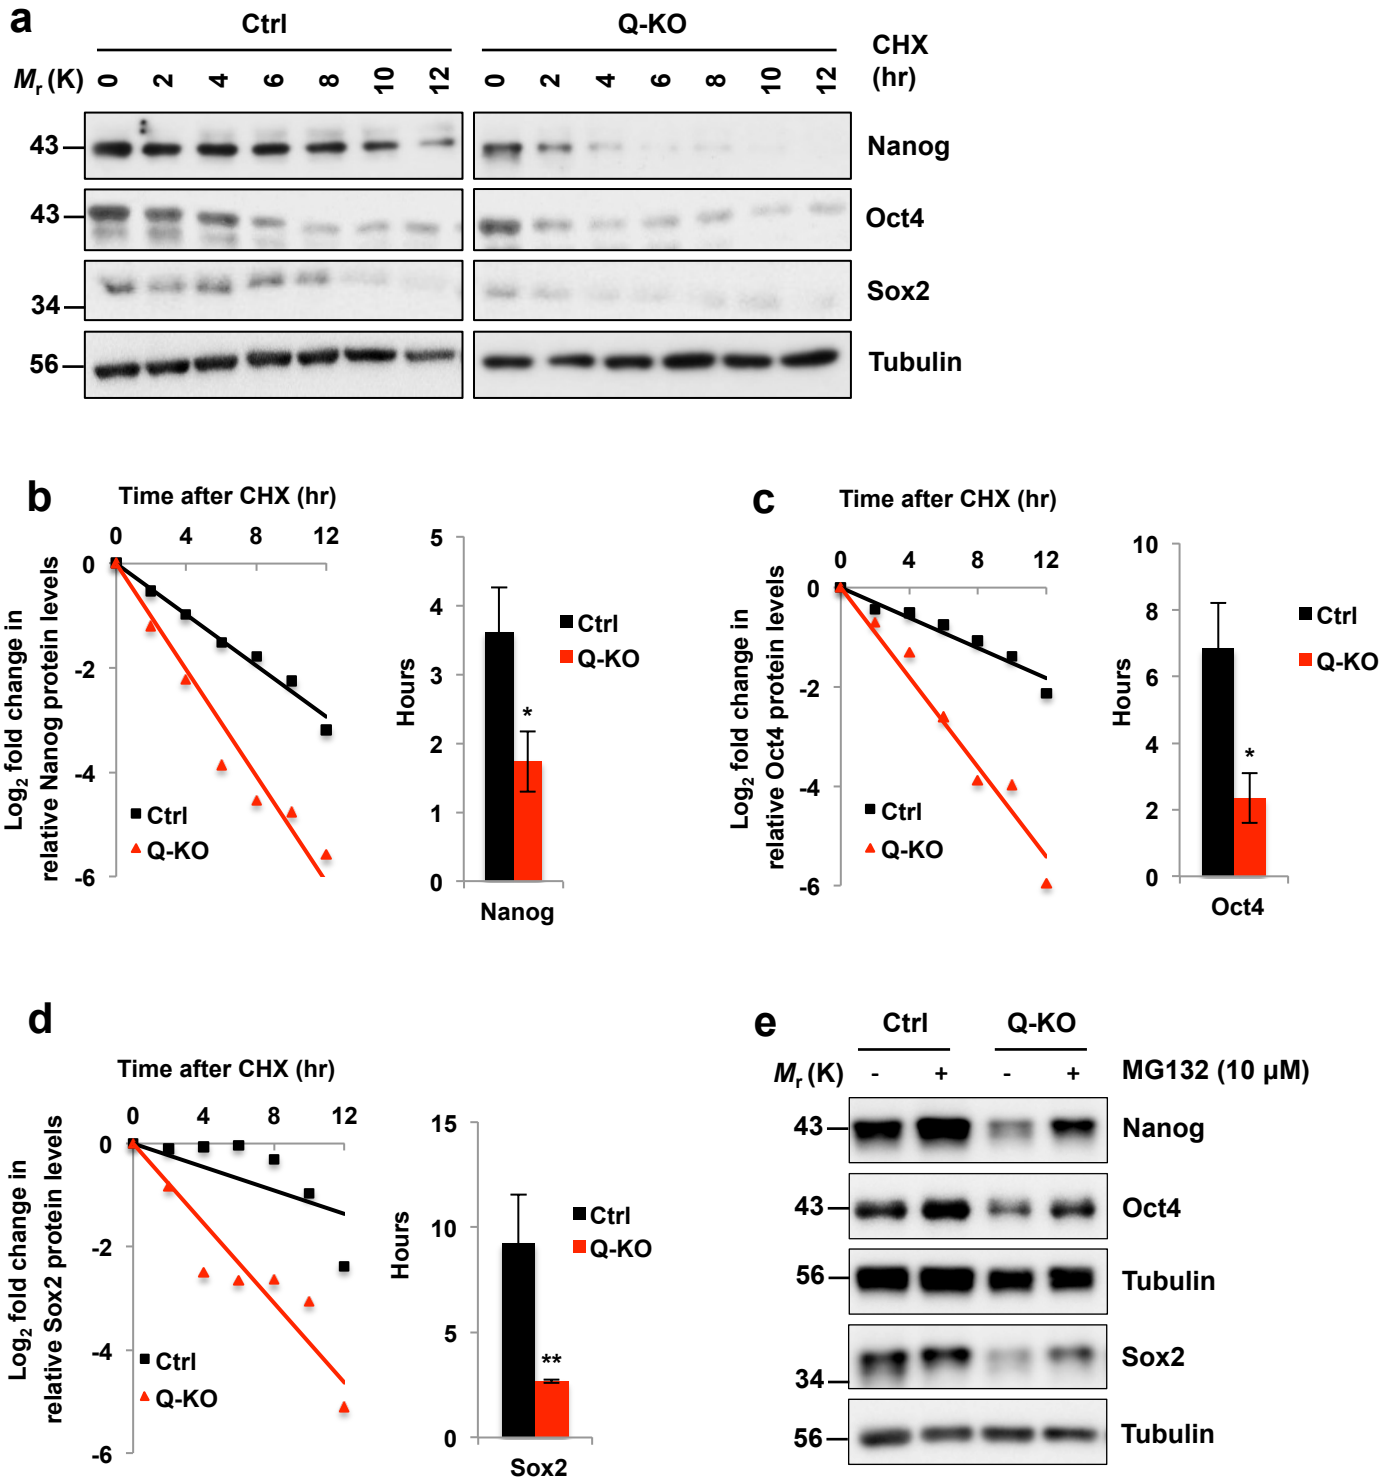 a
Ctrl Q-KO
CHX
(hr)
Mr (K) 0 2 4 6 8 10 12 0 2 4 6 8 10 12
43 Nanog
43 Oct4
34 Sox2
56 Tubulin
b
Time after CHX (hr)
0 4 8 12
0
-2
-4
-6
Log2 fold change in
relative Nanog protein levels
Ctrl
Q-KO
5
4
3
2
1
0
Hours
*
Nanog
Ctrl
Q-KO
c
Time after CHX (hr)
0 4 8 12
0
-2
-4
-6
Log2 fold change in
relative Oct4 protein levels
Ctrl
Q-KO
10
8
6
4
2
0
Hours
*
Oct4
Ctrl
Q-KO
d
Time after CHX (hr)
0 4 8 12
0
-2
-4
-6
Log2 fold change in
relative Sox2 protein levels
Ctrl
Q-KO
15
10
5
0
Hours
**
Sox2
Ctrl
Q-KO
e
Ctrl Q-KO
Mr (K) - + - + MG132 (10 µM)
43 Nanog
43 Oct4
56 Tubulin
34 Sox2
56 Tubulin